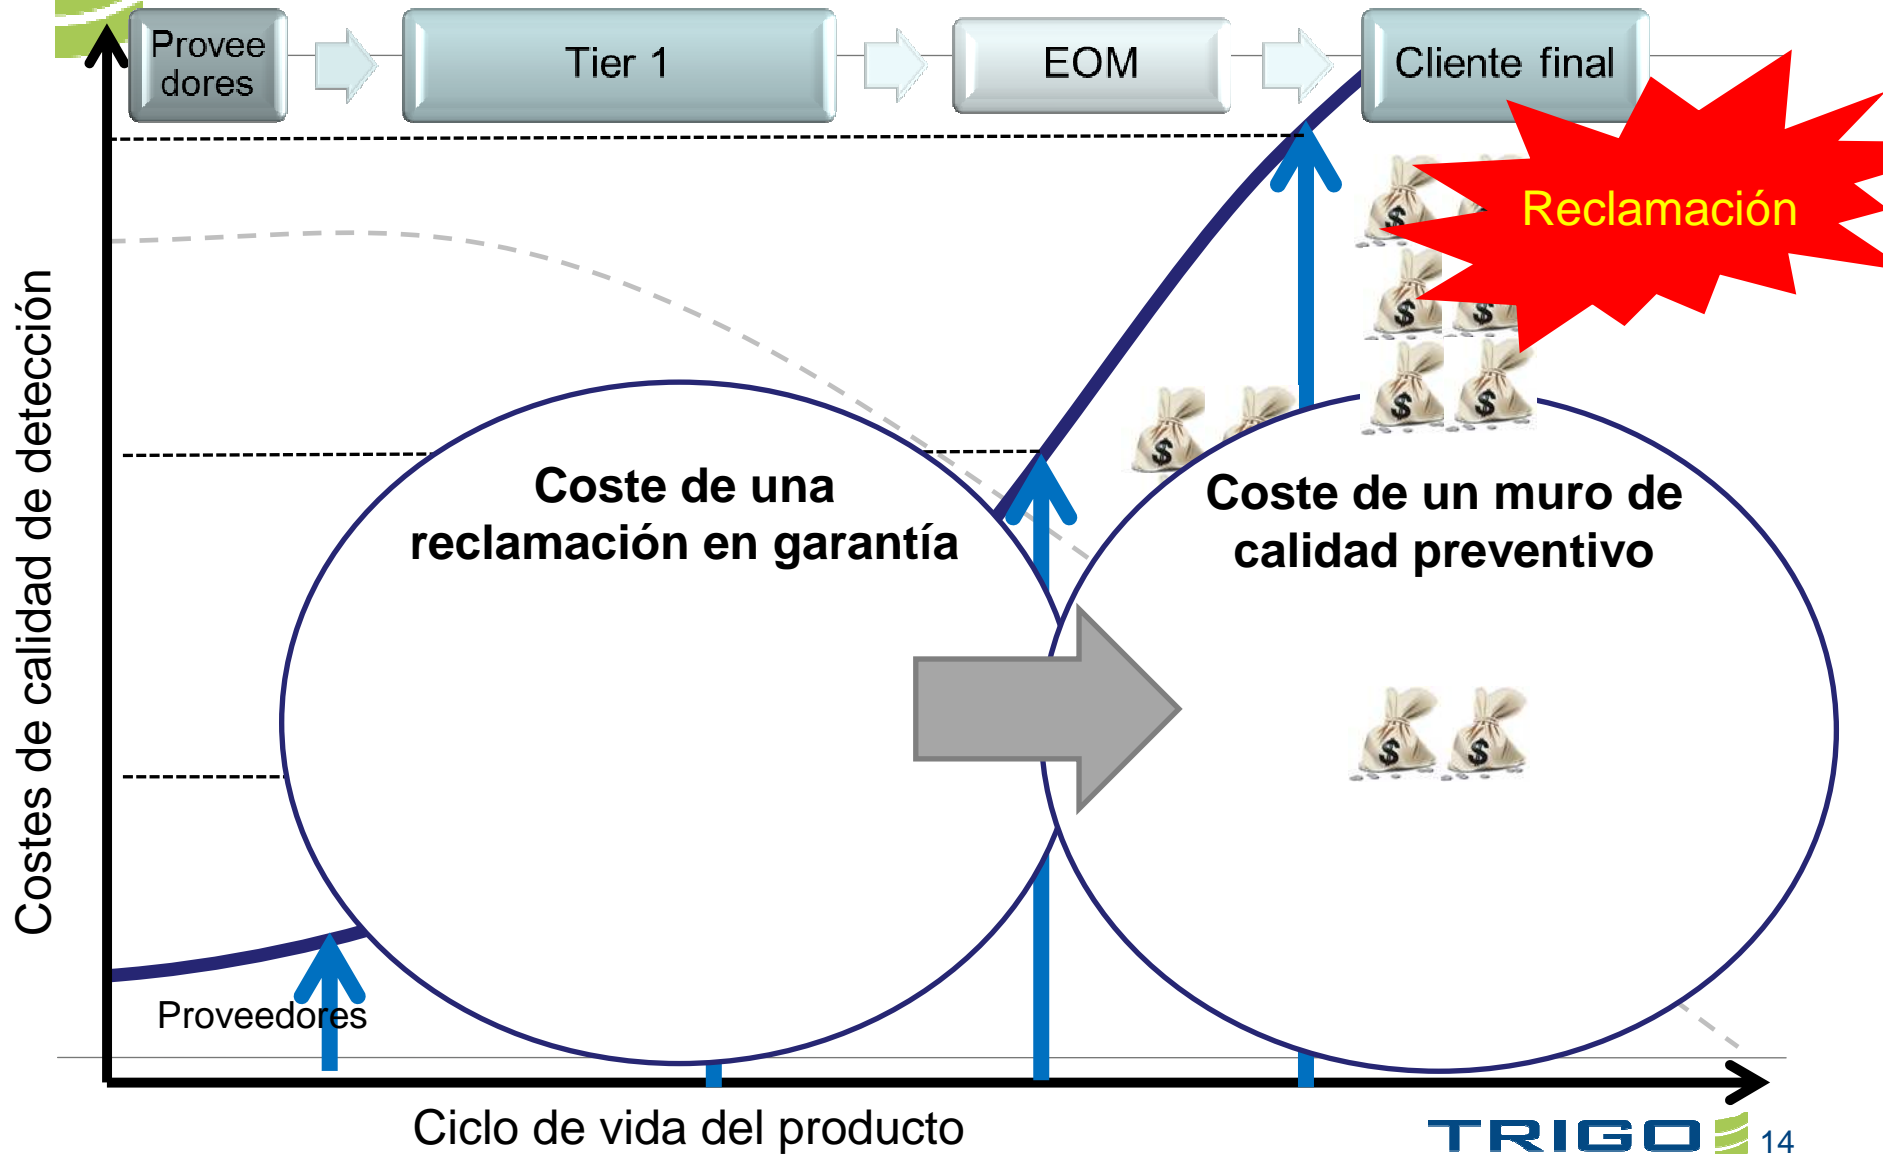 Provee
dores
Tier 1
EOM
Cliente final
Reclamación
Costes de calidad de detección
Coste de una
reclamación en garantía
Coste de un muro de
calidad preventivo
$
$
$
$
$
$
$
Proveedores
Ciclo de vida del producto
TRIGO
14